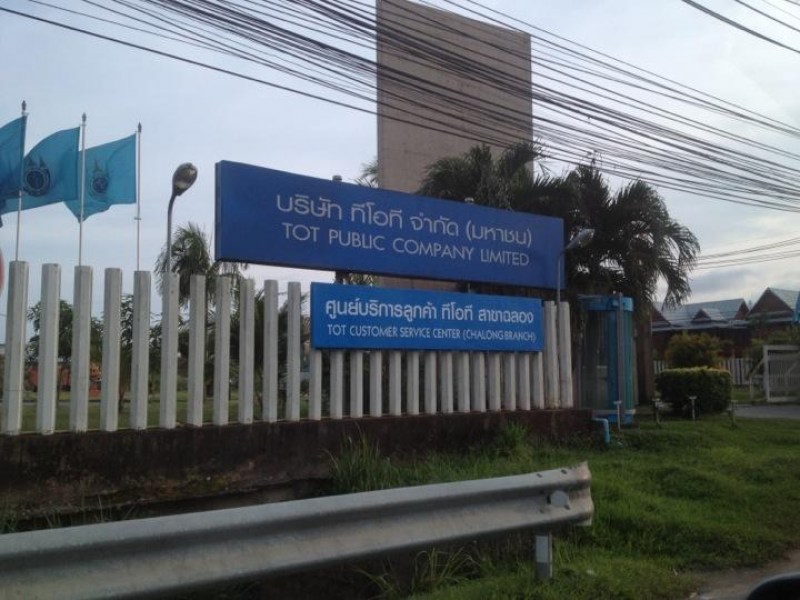 บริษัท ทีโอที จำกัด (มหาชน)
TOT PUBLIC COMPANY LIMITED
ศูนย์บริการลูกค้า ทีโอที สาขาฉลอง
TOT CUSTOMER SERVICE CENTER (CHALONG BRANCH)